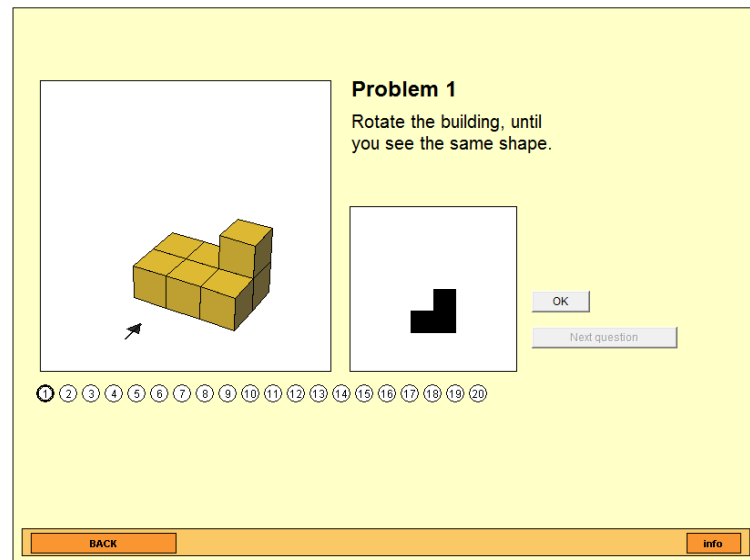 Problem 1
Rotate the building, until
you see the same shape.
OK
Next question
1 2 3 4 5 6 7 8 9 10 11 12 13 14 15 16 17 18 19 20
BACK
info